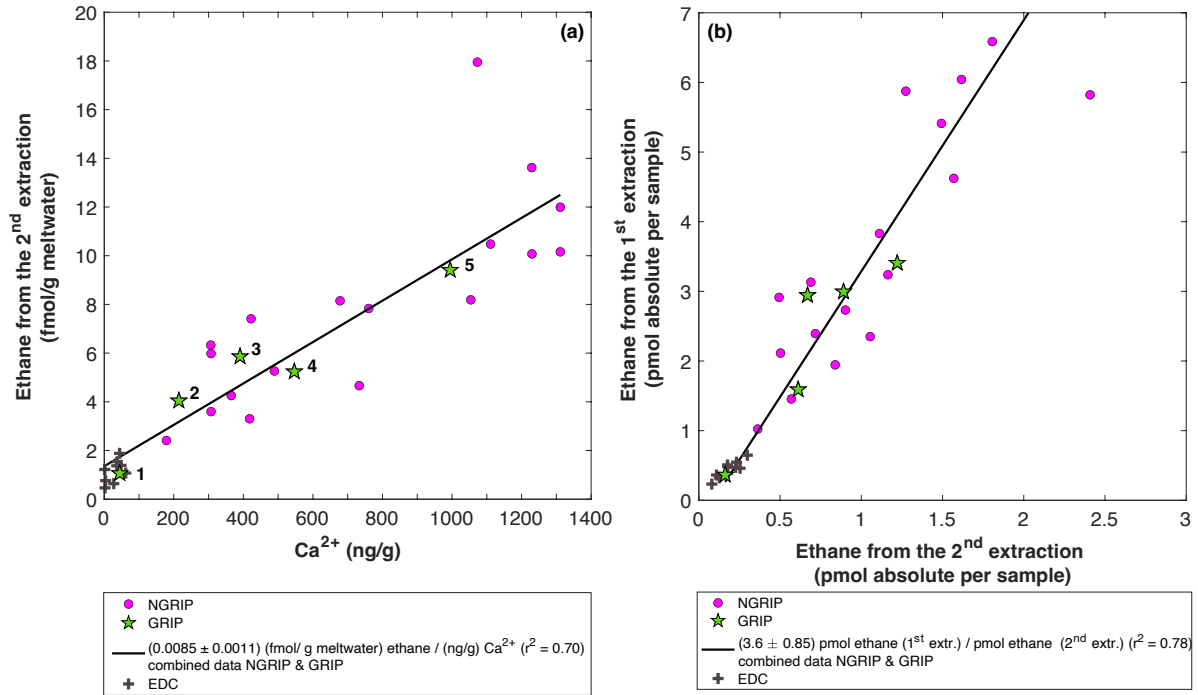 (a)
20
18
16
14
12
10
8
6
4
2
0
0 200 400 600 800 1000 1200 1400
Ethane from the 2nd extraction
(fmol/g meltwater)
Ca2+ (ng/g)
1
2
3
4
5
NGRIP
GRIP
(0.0085 ± 0.0011) (fmol/ g meltwater) ethane / (ng/g) Ca2+ (r2 = 0.70)
combined data NGRIP & GRIP
EDC
(b)
7
6
5
4
3
2
1
0
0 0.5 1 1.5 2 2.5 3
Ethane from the 1st extraction
(pmol absolute per sample)
Ethane from the 2nd extraction
(pmol absolute per sample)
NGRIP
GRIP
(3.6 ± 0.85) pmol ethane (1st extr.) / pmol ethane (2nd extr.) (r2 = 0.78)
combined data NGRIP & GRIP
EDC